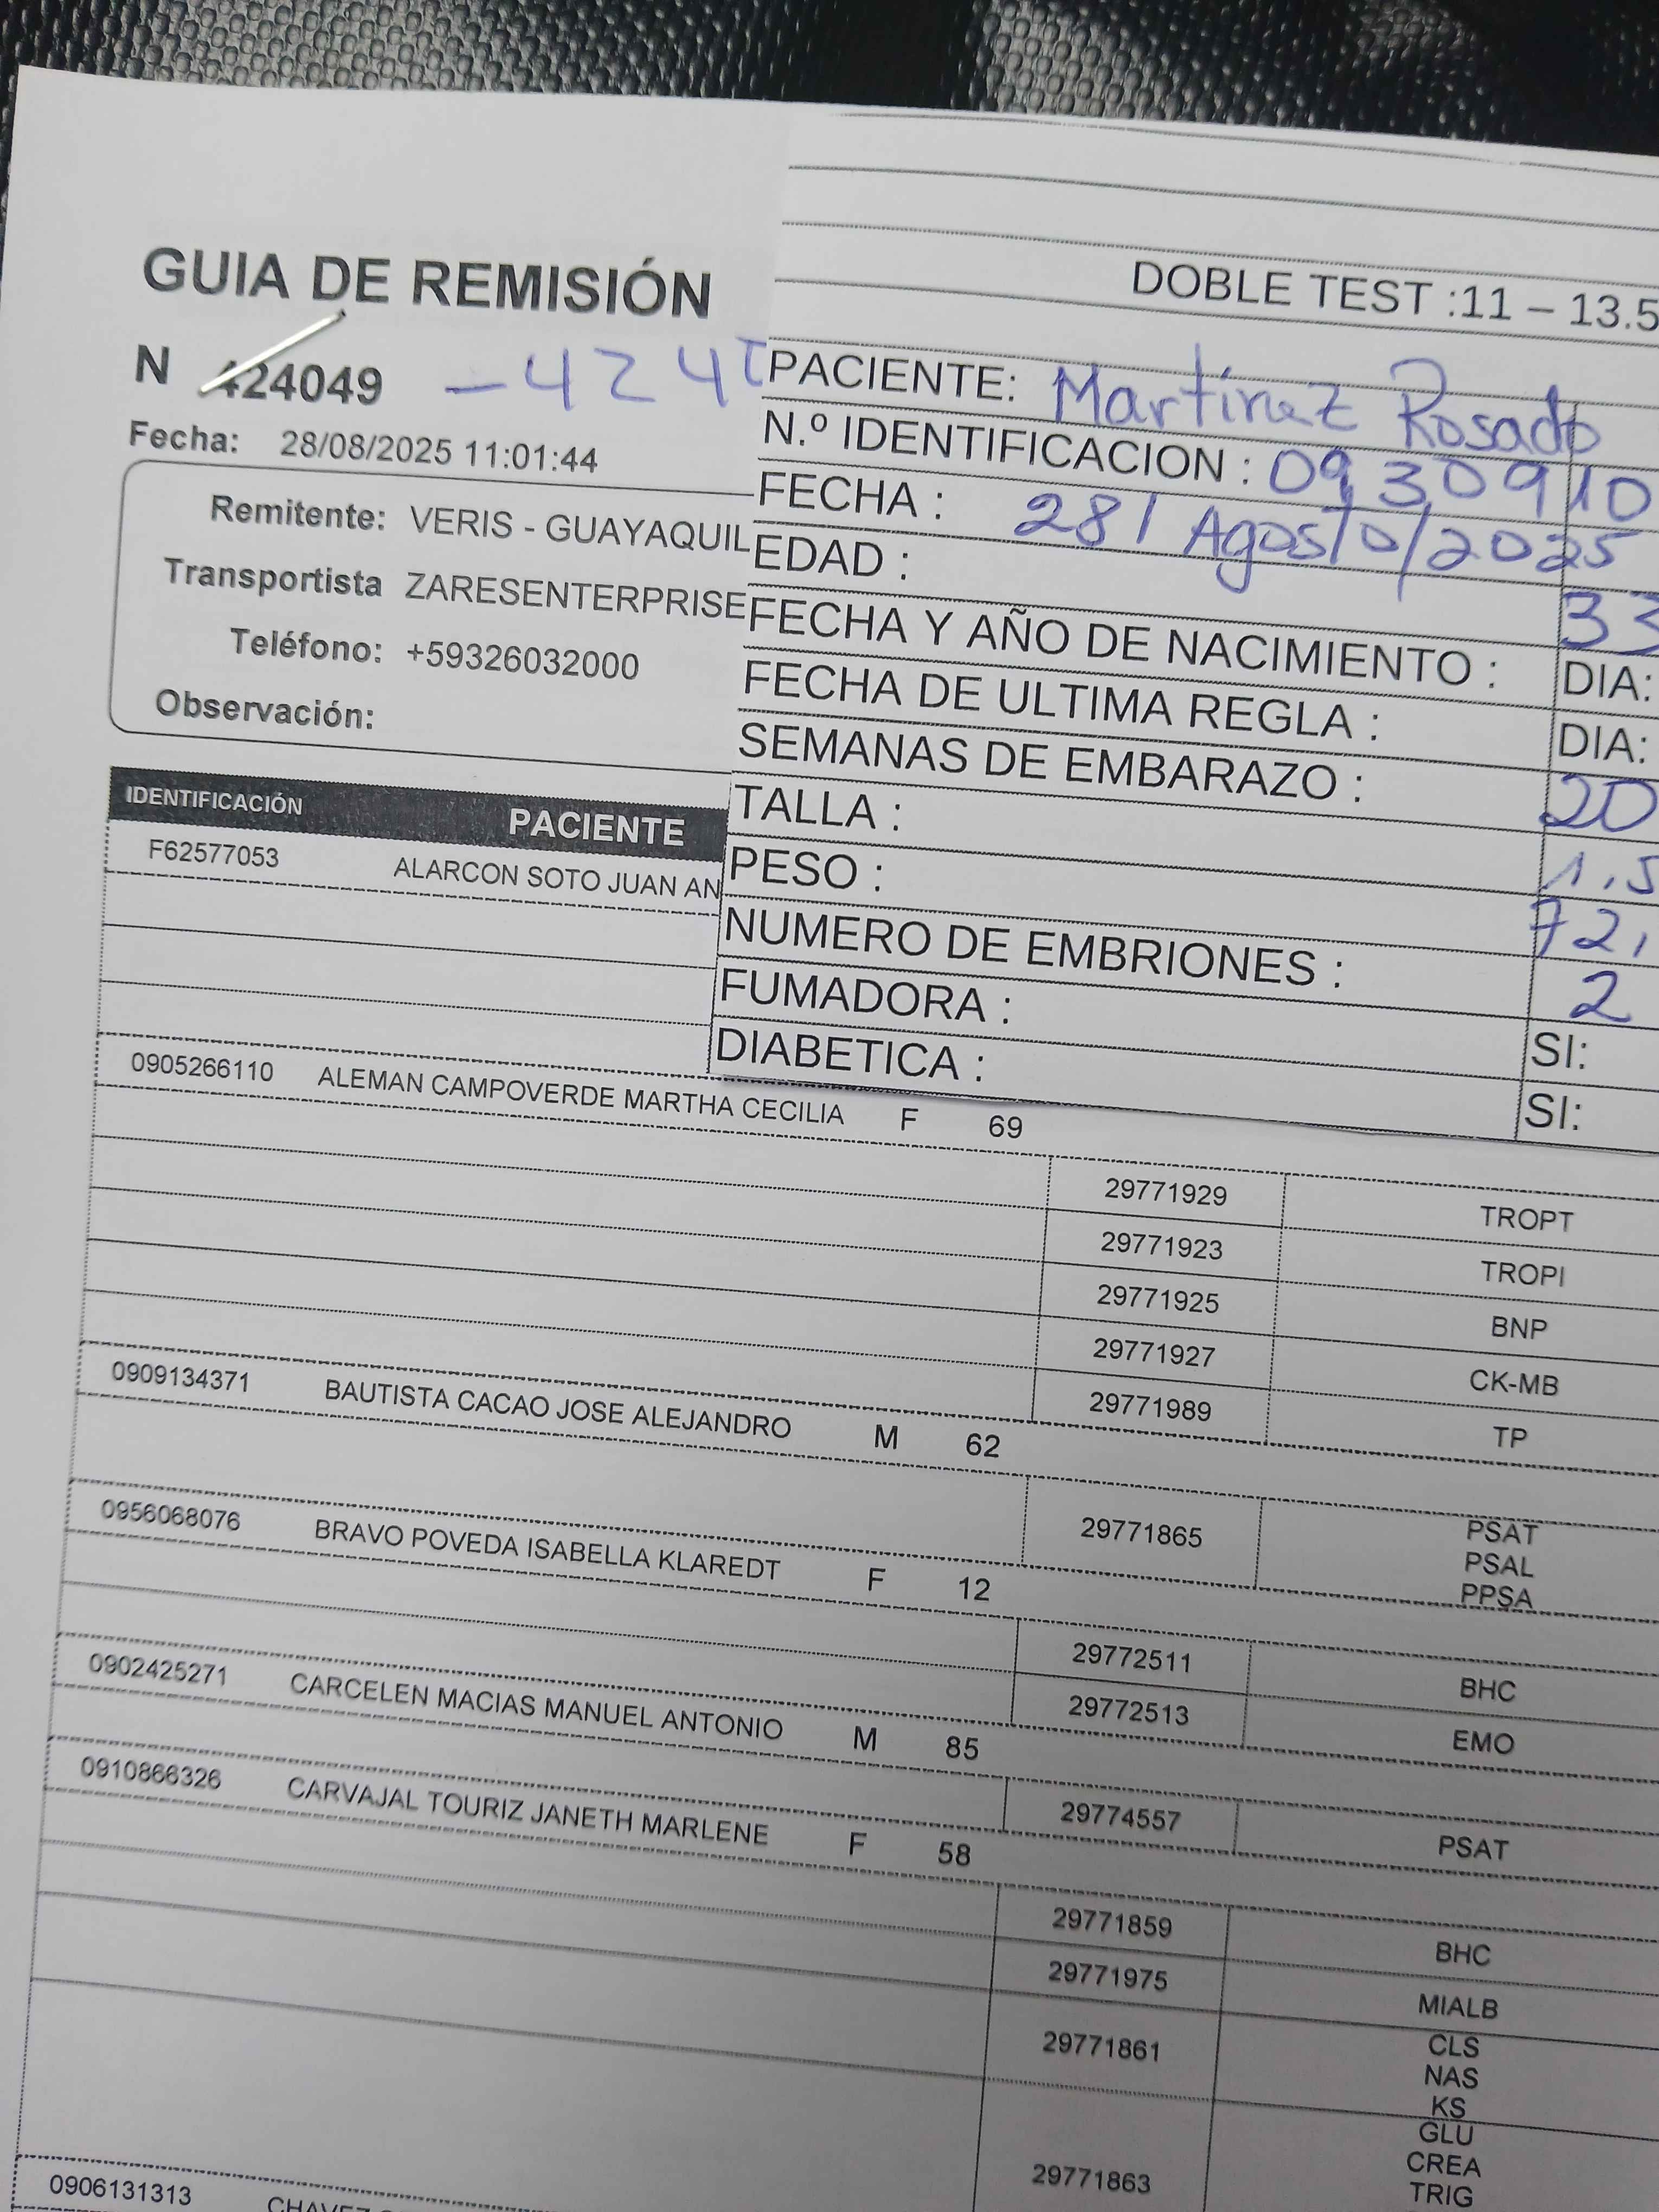 GUIA DE REMISIÓN
N 424049 - 424
Fecha: 28/08/2025 11:01:44
Remitente: VERIS - GUAYAQUIL
Transportista ZARESENTERPRISE
Teléfono: +59326032000
Observación:
DOBLE TEST :11 – 13.5
PACIENTE: Martinez Rosado
N.º IDENTIFICACION : 0930910
FECHA : 28/Agosto/2025
EDAD : 33
FECHA Y AÑO DE NACIMIENTO : DIA:
FECHA DE ULTIMA REGLA : DIA:
SEMANAS DE EMBARAZO : 20
TALLA : 1.5
PESO : 72,
NUMERO DE EMBRIONES : 2
FUMADORA : SI:
DIABETICA : SI:
IDENTIFICACIÓN PACIENTE
F62577053 ALARCON SOTO JUAN AN
0905266110 ALEMAN CAMPOVERDE MARTHA CECILIA F 69
29771929 TROPT
29771923 TROPI
29771925 BNP
29771927 CK-MB
29771989 TP
0909134371 BAUTISTA CACAO JOSE ALEJANDRO M 62
29771865 PSAT
PSAL
PPSA
0956068076 BRAVO POVEDA ISABELLA KLAREDT F 12
29772511 BHC
29772513 EMO
0902425271 CARCELEN MACIAS MANUEL ANTONIO M 85
29774557 PSAT
0910866326 CARVAJAL TOURIZ JANETH MARLENE F 58
29771859 BHC
29771975 MIALB
29771861 CLS
NAS
KS
29771863 GLU
CREA
TRIG
0906131313 CHAVEZ